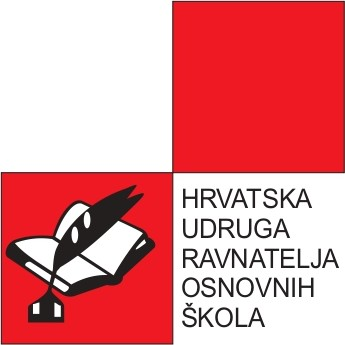 HRVATSKA
UDRUGA
RAVNATELJA
OSNOVNIH
ŠKOLA